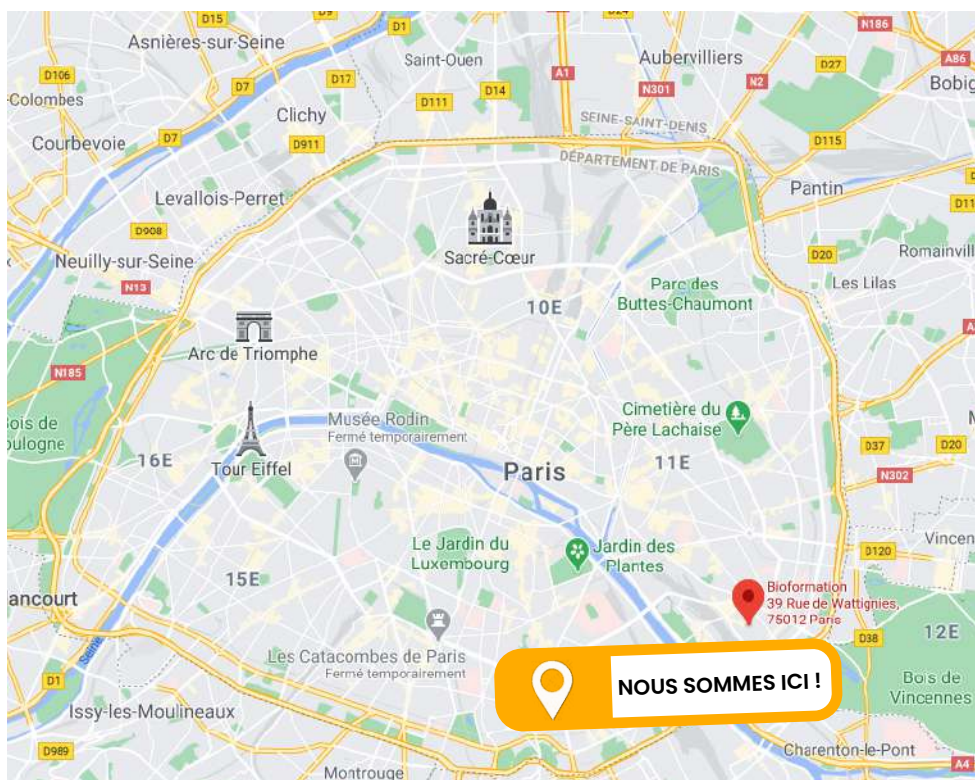 D15
D9
D1
D24
N186
Asnières-sur-Seine
Saint-Ouen
Aubervilliers
D27
A86
D106
D7
D17
A1
N301
N2
Bobig
-Colombes
D111
D14
Clichy
SEINE-SAINT-DENIS
Courbevoie
D7
D911
D115
DÉPARTEMENT DE PARIS
Levallois-Perret
Pantin
D11
D908
Sacré-Cœur
D20
Romainvill
Neuilly-sur-Seine
N13
Parc des
Buttes-Chaumont
Les Lilas
10E
Arc de Triomphe
N185
Bois de
oulogne
Musée Rodin
Fermé temporairement
Cimetière du
Père Lachaise
16E
Tour Eiffel
Paris
11E
D37
D20
N302
Le Jardin du
Luxembourg
Jardin des
Plantes
D120
Vincen
15E
ancourt
Bioformation
39 Rue de Wattignies,
75012 Paris
12E
Seine
D38
Les Catacombes de Paris
Fermé temporairement
NOUS SOMMES ICI !
D1
Bois de
Vincennes
Issy-les-Moulineaux
D989
Charenton-le-Pont
A4
Montrouge